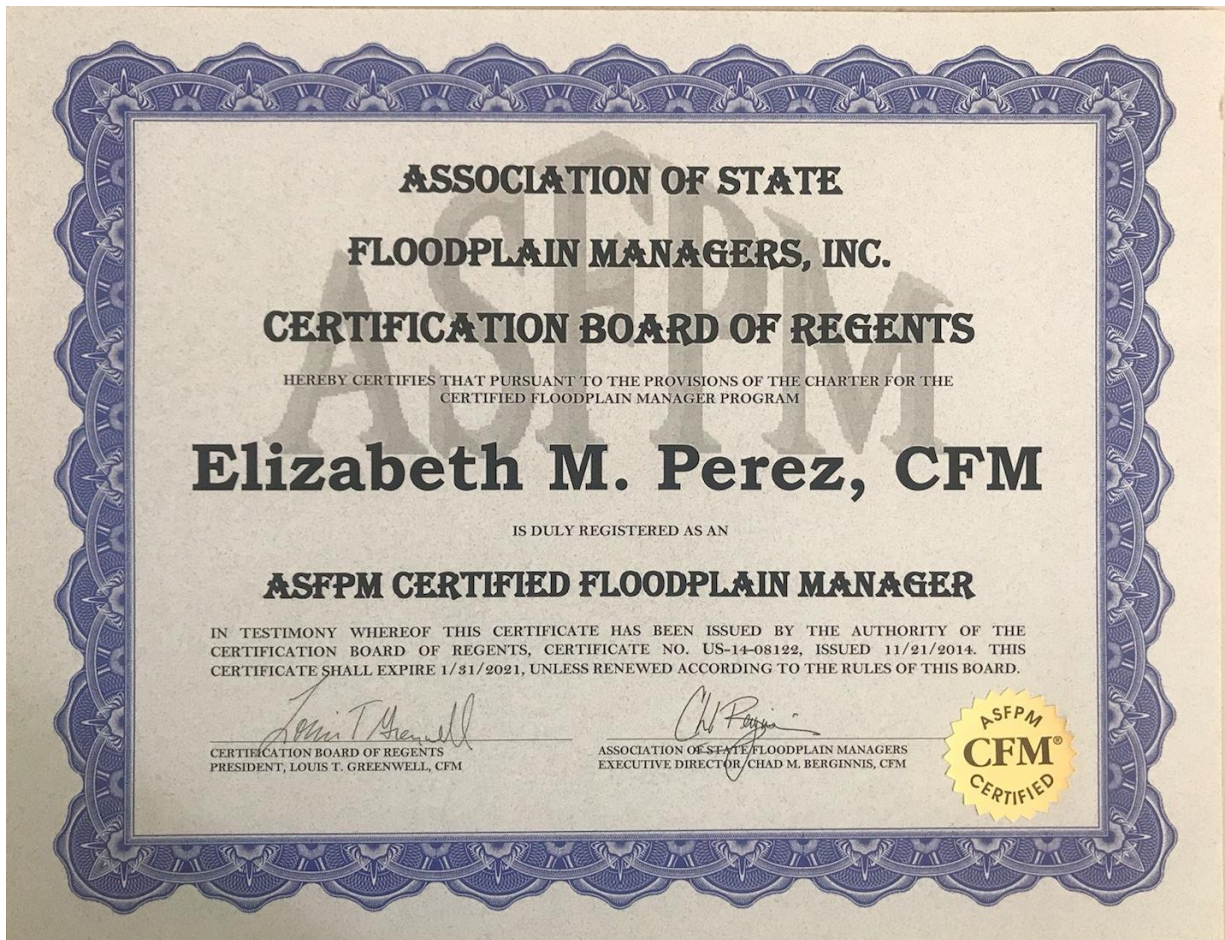 ASFPM
ASSOCIATION OF STATE
FLOODPLAIN MANAGERS, INC.
CERTIFICATION BOARD OF REGENTS
HEREBY CERTIFIES THAT PURSUANT TO THE PROVISIONS OF THE CHARTER FOR THE
CERTIFIED FLOODPLAIN MANAGER PROGRAM
Elizabeth M. Perez, CFM
IS DULY REGISTERED AS AN
ASFPM CERTIFIED FLOODPLAIN MANAGER
IN TESTIMONY WHEREOF THIS CERTIFICATE HAS BEEN ISSUED BY THE AUTHORITY OF THE
CERTIFICATION BOARD OF REGENTS, CERTIFICATE NO. US-14-08122, ISSUED 11/21/2014. THIS
CERTIFICATE SHALL EXPIRE 1/31/2021, UNLESS RENEWED ACCORDING TO THE RULES OF THIS BOARD.
Louis T Greenwell
CERTIFICATION BOARD OF REGENTS
PRESIDENT, LOUIS T. GREENWELL, CFM
ASSOCIATION OF STATE FLOODPLAIN MANAGERS
EXECUTIVE DIRECTOR, CHAD M. BERGINNIS, CFM
ASFPM
CFM®
CERTIFIED